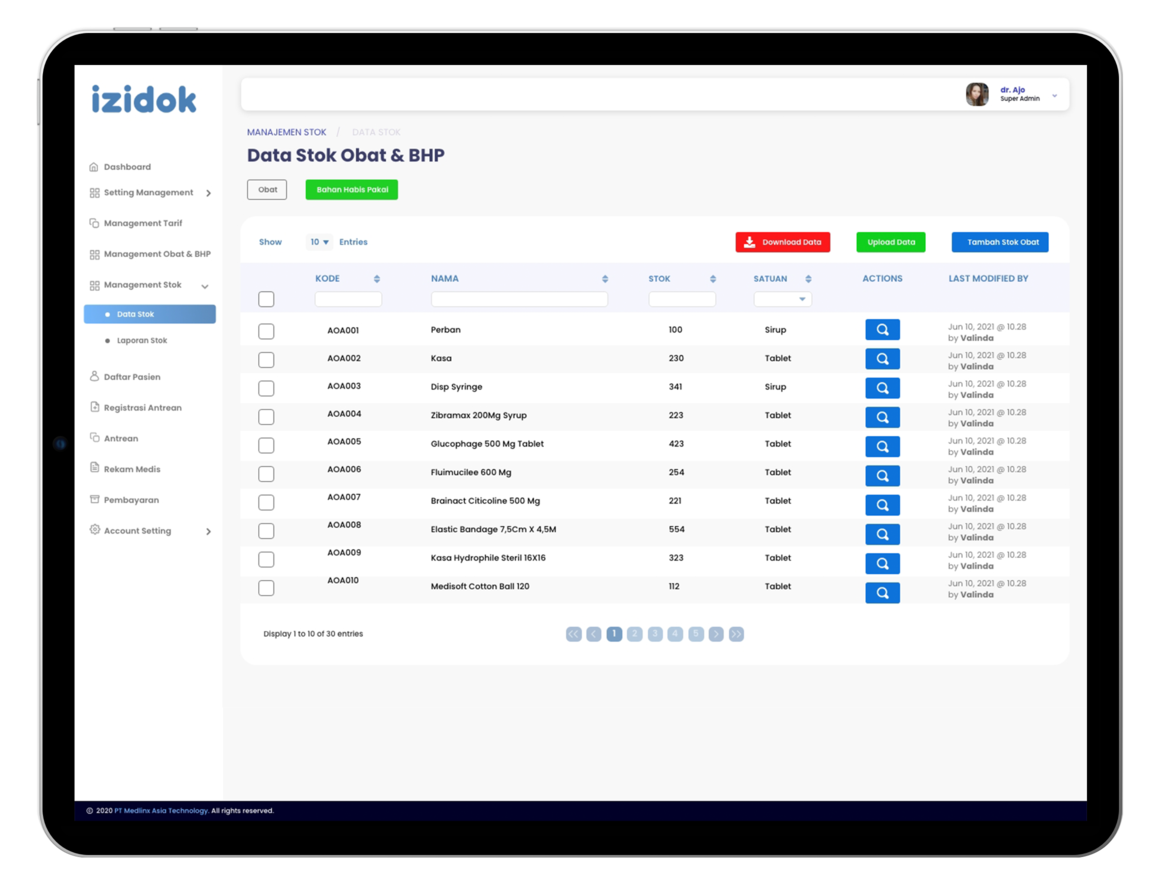 izidok
dr. Ajo
Super Admin
MANAJEMEN STOK / DATA STOK
Data Stok Obat & BHP
Obat
Bahan Habis Pakai
Dashboard
Setting Management
Management Tarif
Management Obat & BHP
Management Stok
Data Stok
Laporan Stok
Daftar Pasien
Registrasi Antrean
Antrean
Rekam Medis
Pembayaran
Account Setting
Show 10 Entries
Download Data
Upload Data
Tambah Stok Obat
KODE NAMA STOK SATUAN ACTIONS LAST MODIFIED BY
AOA001 Perban 100 Sirup Jun 10, 2021 @ 10.28
by Valinda
AOA002 Kasa 230 Tablet Jun 10, 2021 @ 10.28
by Valinda
AOA003 Disp Syringe 341 Sirup Jun 10, 2021 @ 10.28
by Valinda
AOA004 Zibramax 200Mg Syrup 223 Tablet Jun 10, 2021 @ 10.28
by Valinda
AOA005 Glucophage 500 Mg Tablet 423 Tablet Jun 10, 2021 @ 10.28
by Valinda
AOA006 Fluimucilee 600 Mg 254 Tablet Jun 10, 2021 @ 10.28
by Valinda
AOA007 Brainact Citicoline 500 Mg 221 Tablet Jun 10, 2021 @ 10.28
by Valinda
AOA008 Elastic Bandage 7,5Cm X 4,5M 554 Tablet Jun 10, 2021 @ 10.28
by Valinda
AOA009 Kasa Hydrophile Steril 16X16 323 Tablet Jun 10, 2021 @ 10.28
by Valinda
AOA010 Medisoft Cotton Ball 120 112 Tablet Jun 10, 2021 @ 10.28
by Valinda
Display 1 to 10 of 30 entries
<< < 1 2 3 4 5 > >>
© 2020 PT Medlinx Asia Technology. All rights reserved.